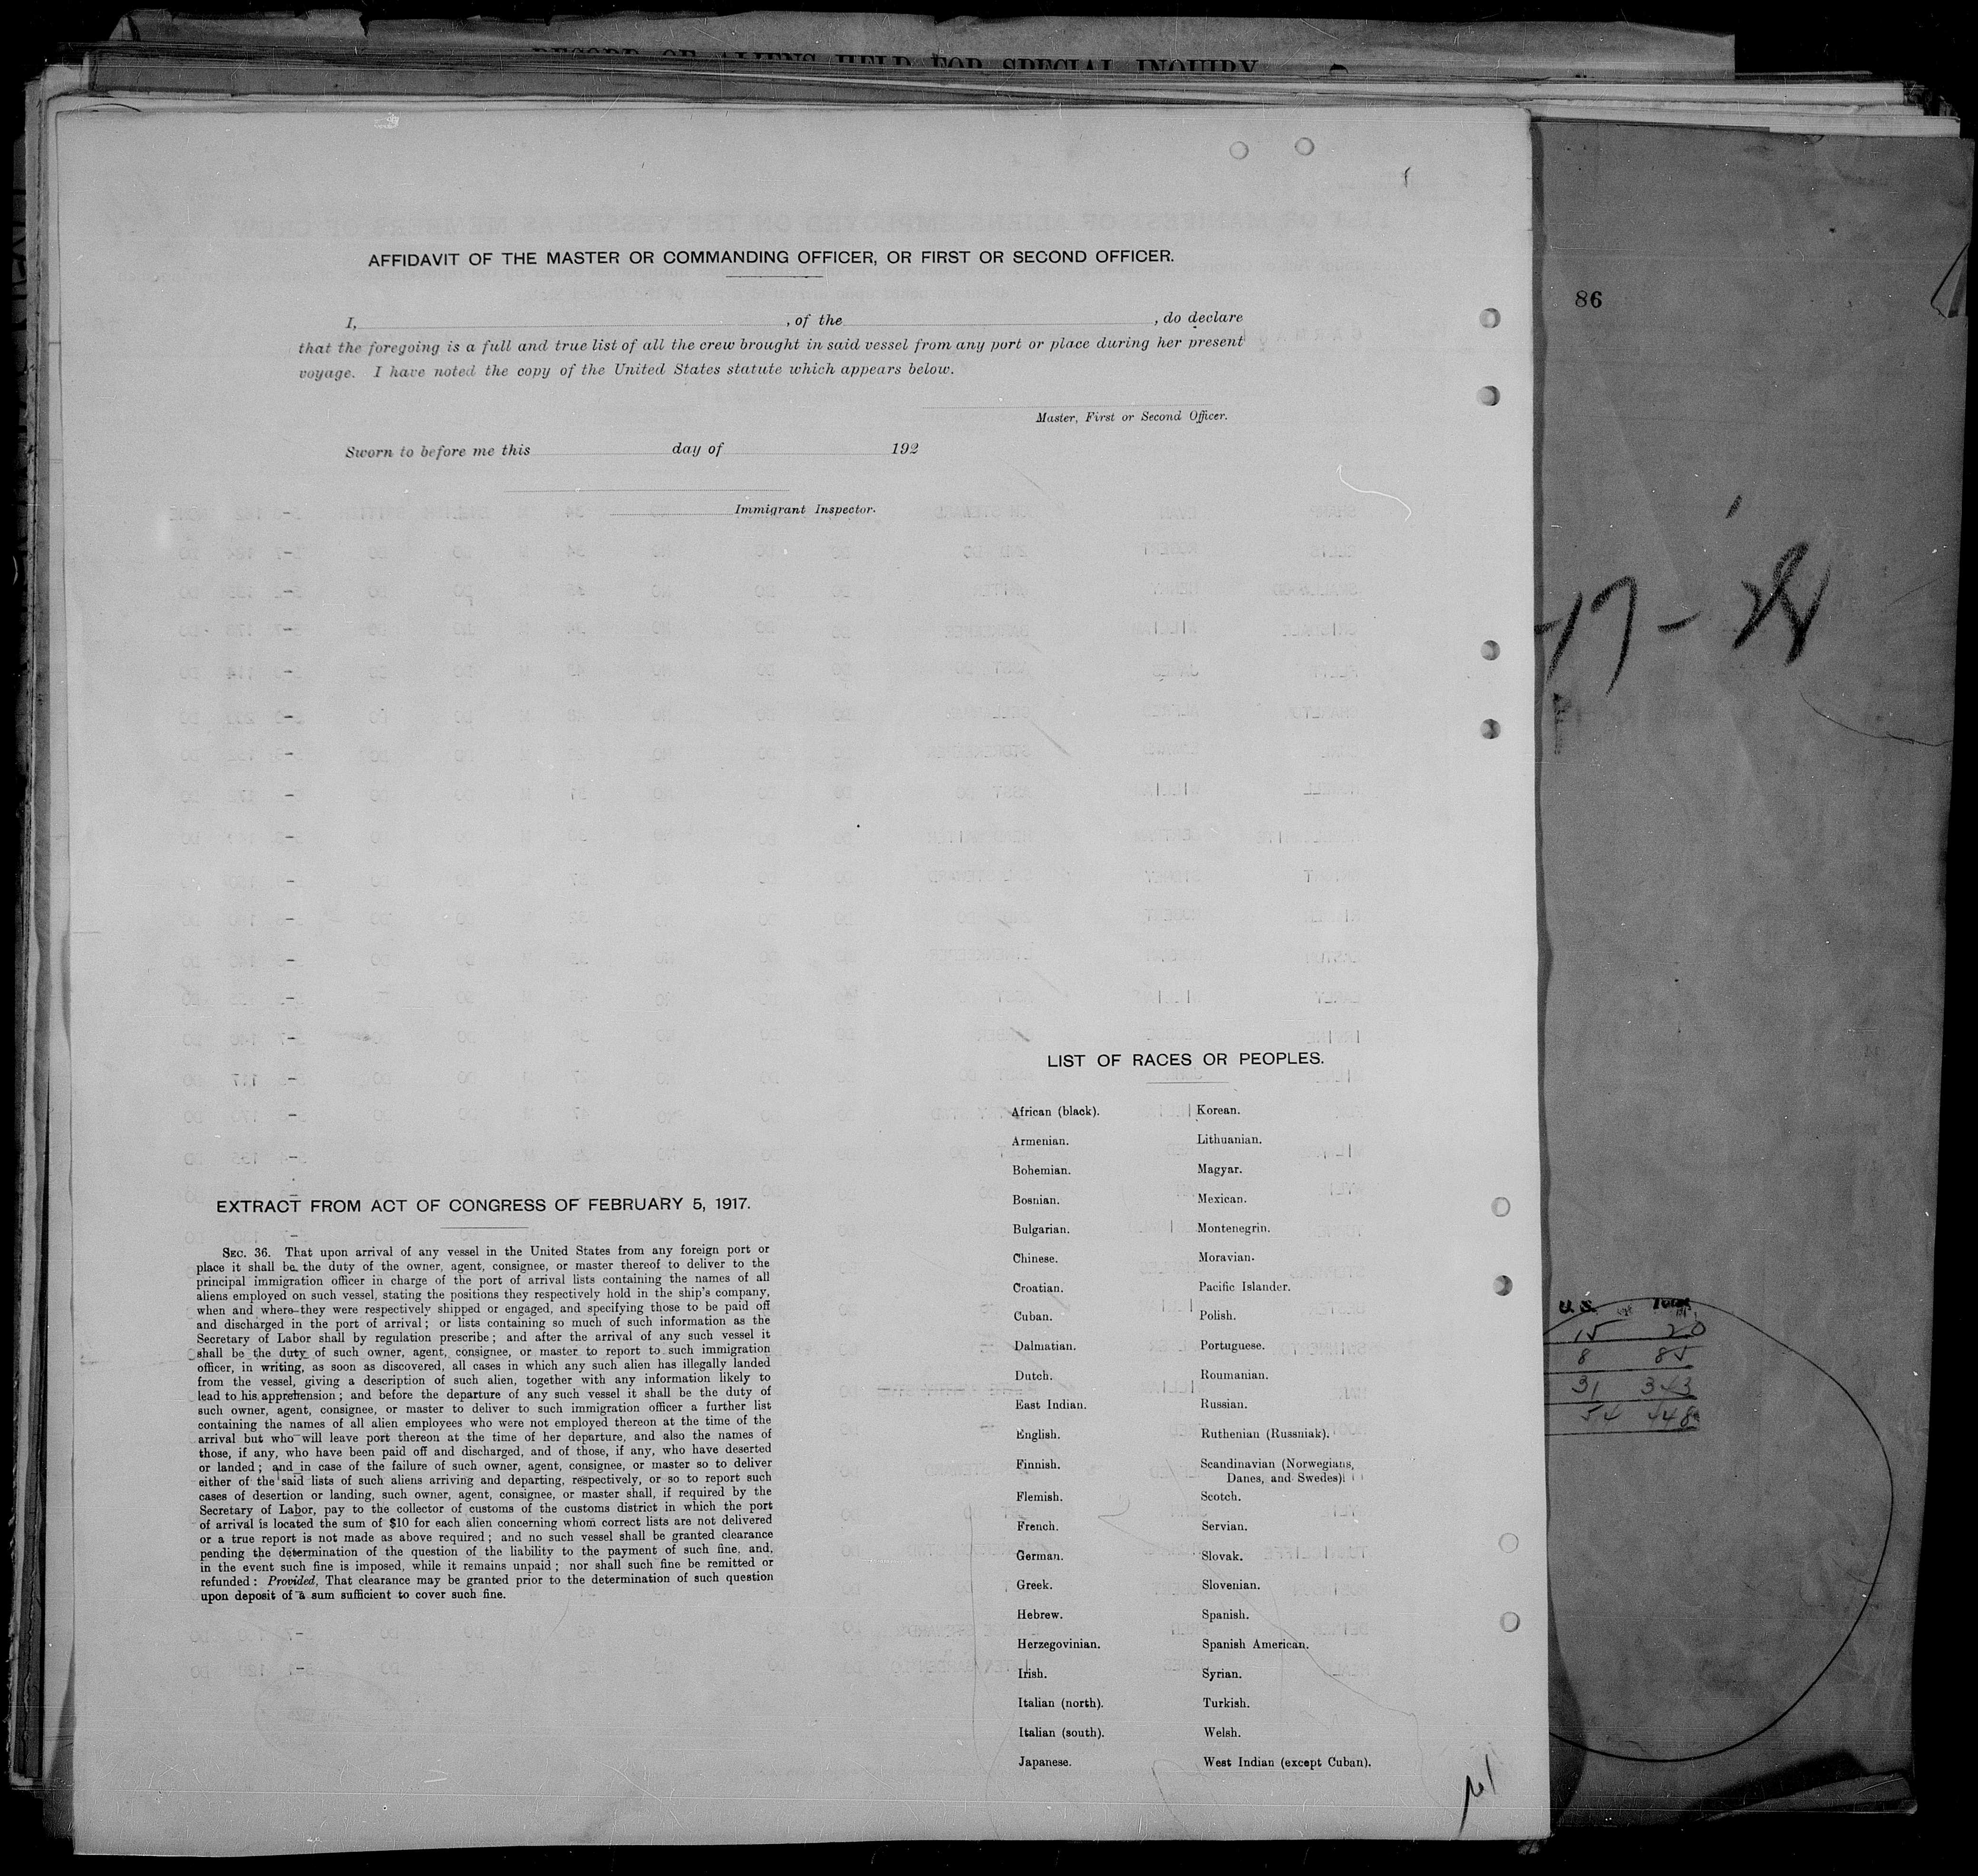 RECORD OF ALIENS HELD FOR SPECIAL INQUIRY
AFFIDAVIT OF THE MASTER OR COMMANDING OFFICER, OR FIRST OR SECOND OFFICER.
I, , of the , do declare
that the foregoing is a full and true list of all the crew brought in said vessel from any port or place during her present
voyage. I have noted the copy of the United States statute which appears below.
Master, First or Second Officer.
Sworn to before me this day of 192
Immigrant Inspector.
EXTRACT FROM ACT OF CONGRESS OF FEBRUARY 5, 1917.
SEC. 36. That upon arrival of any vessel in the United States from any foreign port or
place it shall be the duty of the owner, agent, consignee, or master thereof to deliver to the
principal immigration officer in charge of the port of arrival lists containing the names of all
aliens employed on such vessel, stating the positions they respectively hold in the ship's company,
when and where they were respectively shipped or engaged, and specifying those to be paid off
and discharged in the port of arrival; or lists containing so much of such information as the
Secretary of Labor shall by regulation prescribe; and after the arrival of any such vessel it
shall be the duty of such owner, agent, consignee, or master to report to such immigration
officer, in writing, as soon as discovered, all cases in which any such alien has illegally landed
from the vessel, giving a description of such alien, together with any information likely to
lead to his apprehension; and before the departure of any such vessel it shall be the duty of
such owner, agent, consignee, or master to deliver to such immigration officer a further list
containing the names of all alien employees who were not employed thereon at the time of the
arrival but who will leave port thereon at the time of her departure, and also the names of
those, if any, who have been paid off and discharged, and of those, if any, who have deserted
or landed; and in case of the failure of such owner, agent, consignee, or master so to deliver
either of the said lists of such aliens arriving and departing, respectively, or so to report such
cases of desertion or landing, such owner, agent, consignee, or master shall, if required by the
Secretary of Labor, pay to the collector of customs of the customs district in which the port
of arrival is located the sum of $10 for each alien concerning whom correct lists are not delivered
or a true report is not made as above required; and no such vessel shall be granted clearance
pending the determination of the question of the liability to the payment of such fine, and,
in the event such fine is imposed, while it remains unpaid; nor shall such fine be remitted or
refunded: Provided, That clearance may be granted prior to the determination of such question
upon deposit of a sum sufficient to cover such fine.
LIST OF RACES OR PEOPLES.
African (black).
Armenian.
Bohemian.
Bosnian.
Bulgarian.
Chinese.
Croatian.
Cuban.
Dalmatian.
Dutch.
East Indian.
English.
Finnish.
Flemish.
French.
German.
Greek.
Hebrew.
Herzegovinian.
Irish.
Italian (north).
Italian (south).
Japanese.
Korean.
Lithuanian.
Magyar.
Mexican.
Montenegrin.
Moravian.
Pacific Islander.
Polish.
Portuguese.
Roumanian.
Russian.
Ruthenian (Russniak).
Scandinavian (Norwegians,
Danes, and Swedes)
Scotch.
Servian.
Slovak.
Slovenian.
Spanish.
Spanish American.
Syrian.
Turkish.
Welsh.
West Indian (except Cuban).
86
-17-24
U.S. Total
15 20
8 85
31 343
54 448